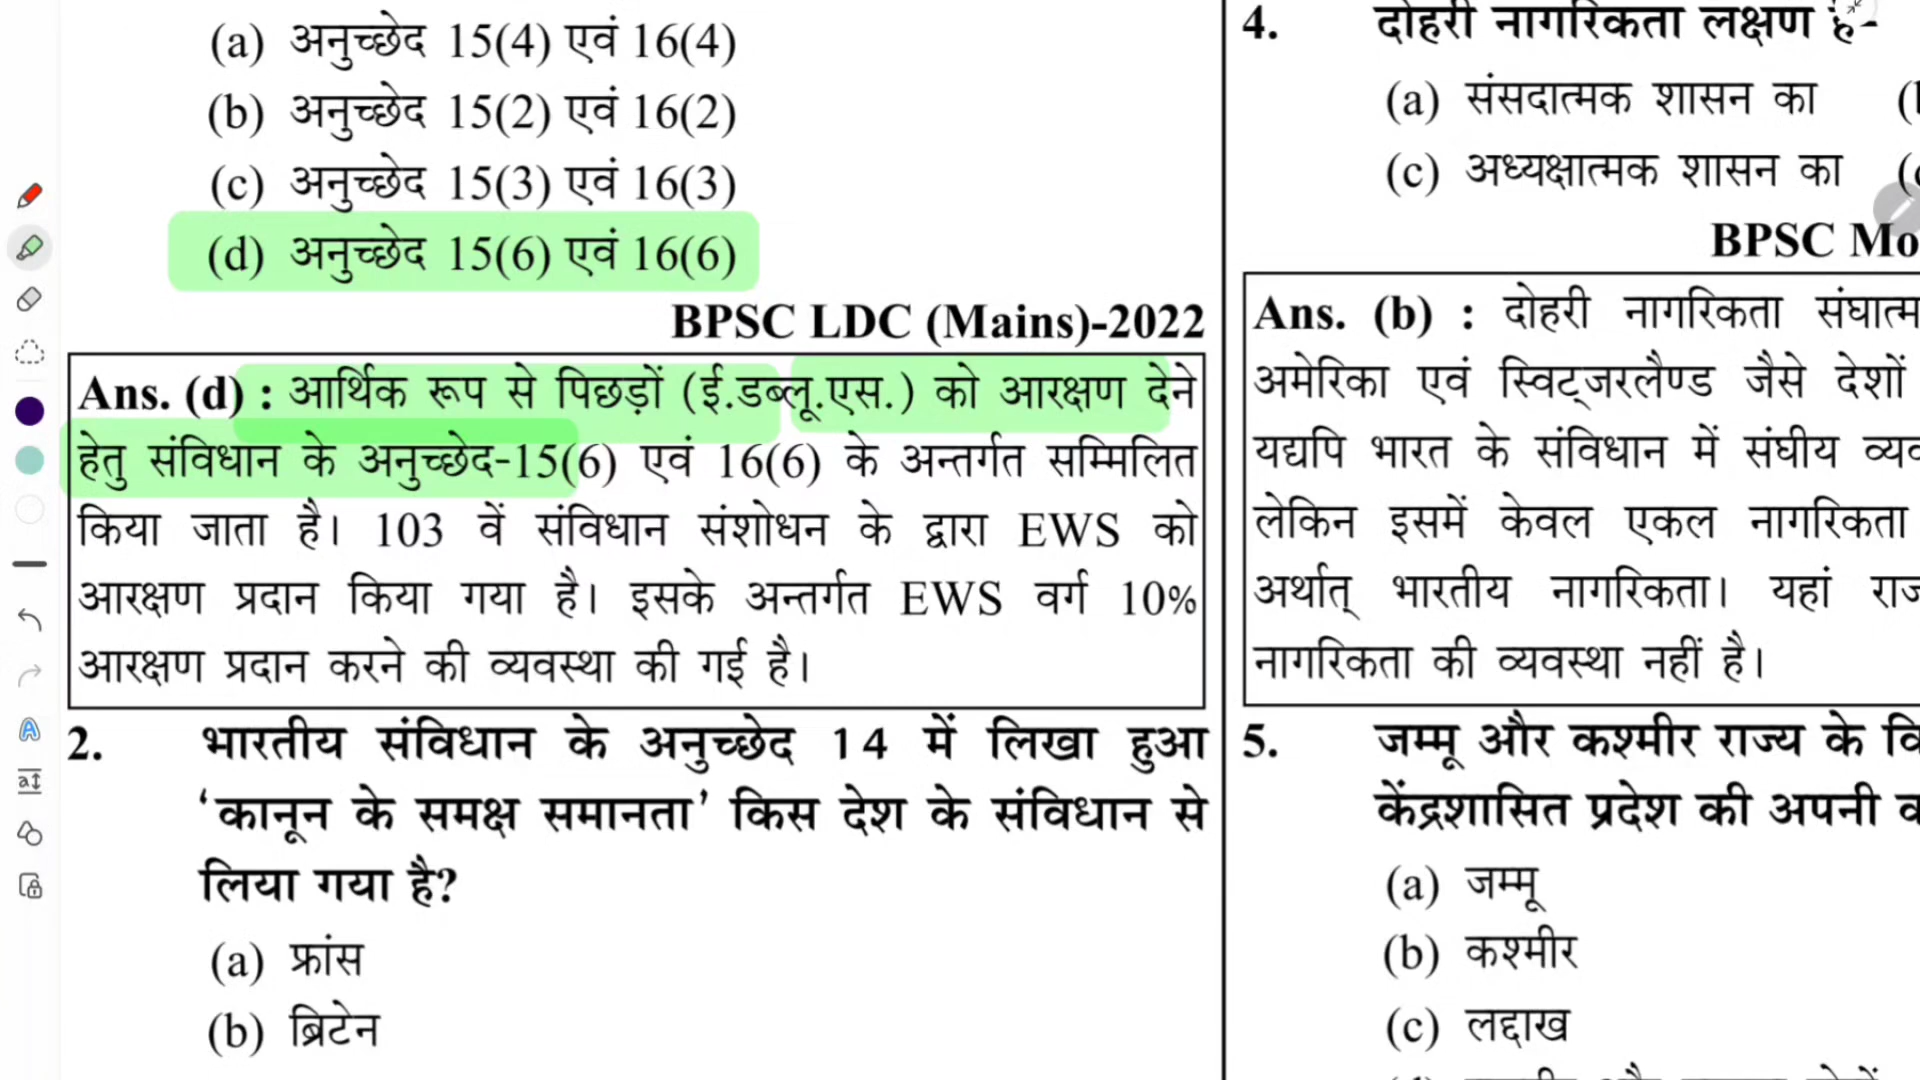 (a) अनुच्छेद 15(4) एवं 16(4)
(b) अनुच्छेद 15(2) एवं 16(2)
(c) अनुच्छेद 15(3) एवं 16(3)
(d) अनुच्छेद 15(6) एवं 16(6)
BPSC LDC (Mains)-2022
Ans. (d) : आर्थिक रूप से पिछड़ों (ई.डब्लू.एस.) को आरक्षण देने
हेतु संविधान के अनुच्छेद-15(6) एवं 16(6) के अन्तर्गत सम्मिलित
किया जाता है। 103 वें संविधान संशोधन के द्वारा EWS को
आरक्षण प्रदान किया गया है। इसके अन्तर्गत EWS वर्ग 10%
आरक्षण प्रदान करने की व्यवस्था की गई है।
2. भारतीय संविधान के अनुच्छेद 14 में लिखा हुआ
‘कानून के समक्ष समानता’ किस देश के संविधान से
लिया गया है?
(a) फ्रांस
(b) ब्रिटेन
4. दोहरी नागरिकता लक्षण है-
(a) संसदात्मक शासन का
(c) अध्यक्षात्मक शासन का
BPSC
Ans. (b) : दोहरी नागरिकता
अमेरिका एवं स्विट्जरलैण्ड जैसे देशों
यद्यपि भारत के संविधान में संघीय
लेकिन इसमें केवल एकल नागरिकता
अर्थात् भारतीय नागरिकता। यहां
नागरिकता की व्यवस्था नहीं है।
5. जम्मू और कश्मीर राज्य के
केंद्रशासित प्रदेश की अपनी
(a) जम्मू
(b) कश्मीर
(c) लद्दाख